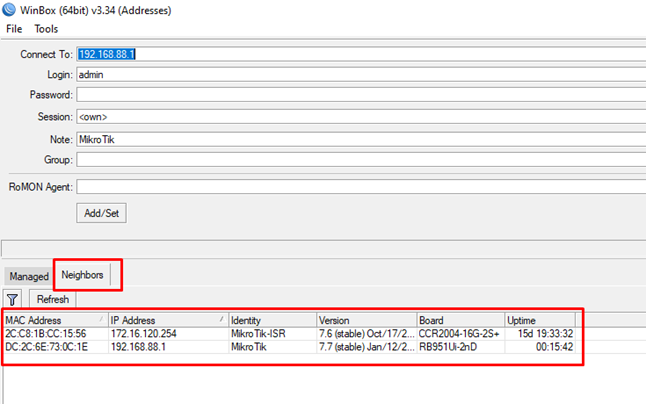 WinBox (64bit) v3.34 (Addresses)
File Tools
Connect To: 192.168.88.1
Login: admin
Password:
Session: <own>
Note: MikroTik
Group:
RoMON Agent:
Add/Set
Managed Neighbors
Refresh
MAC Address IP Address Identity Version Board Uptime
2C:C8:1B:CC:15:56 172.16.120.254 MikroTik-ISR 7.6 (stable) Oct/17/2... CCR2004-16G-2S+ 15d 19:33:32
DC:2C:6E:73:0C:1E 192.168.88.1 MikroTik 7.7 (stable) Jan/12/2... RB951Ui-2nD 00:15:42